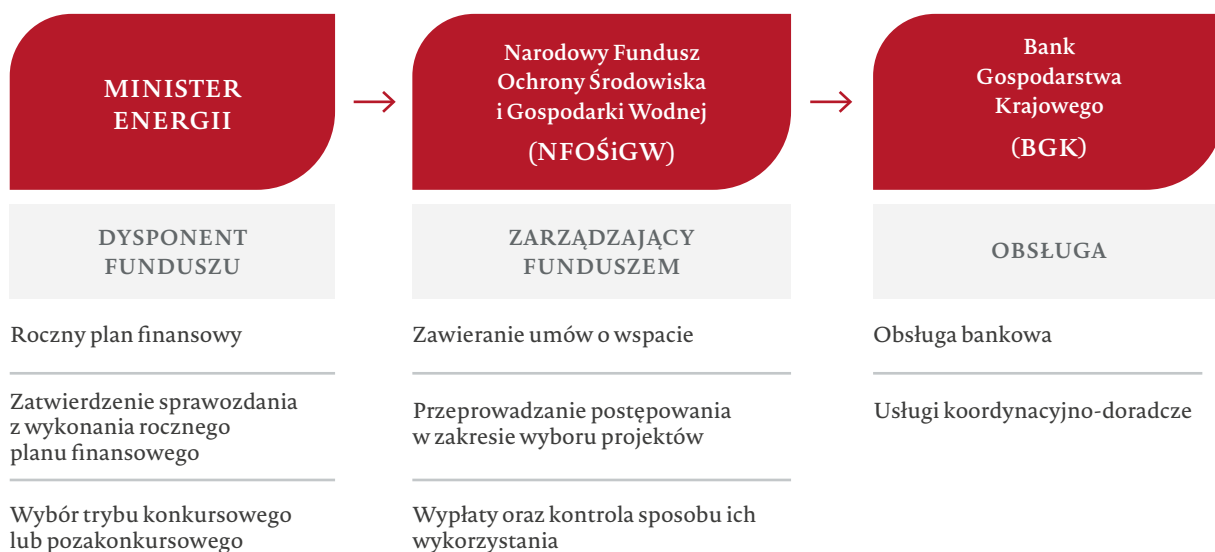 MINISTER
ENERGII
Narodowy Fundusz
Ochrony Środowiska
i Gospodarki Wodnej
(NFOŚiGW)
Bank
Gospodarstwa
Krajowego
(BGK)
DYSPONENT
FUNDUSZU
ZARZĄDZAJĄCY
FUNDUSZEM
OBSŁUGA
Roczny plan finansowy
Zatwierdzenie sprawozdania
z wykonania rocznego
planu finansowego
Wybór trybu konkursowego
lub pozakonkursowego
Zawieranie umów o wspacie
Przeprowadzanie postępowania
w zakresie wyboru projektów
Wypłaty oraz kontrola sposobu ich
wykorzystania
Obsługa bankowa
Usługi koordynacyjno-doradcze